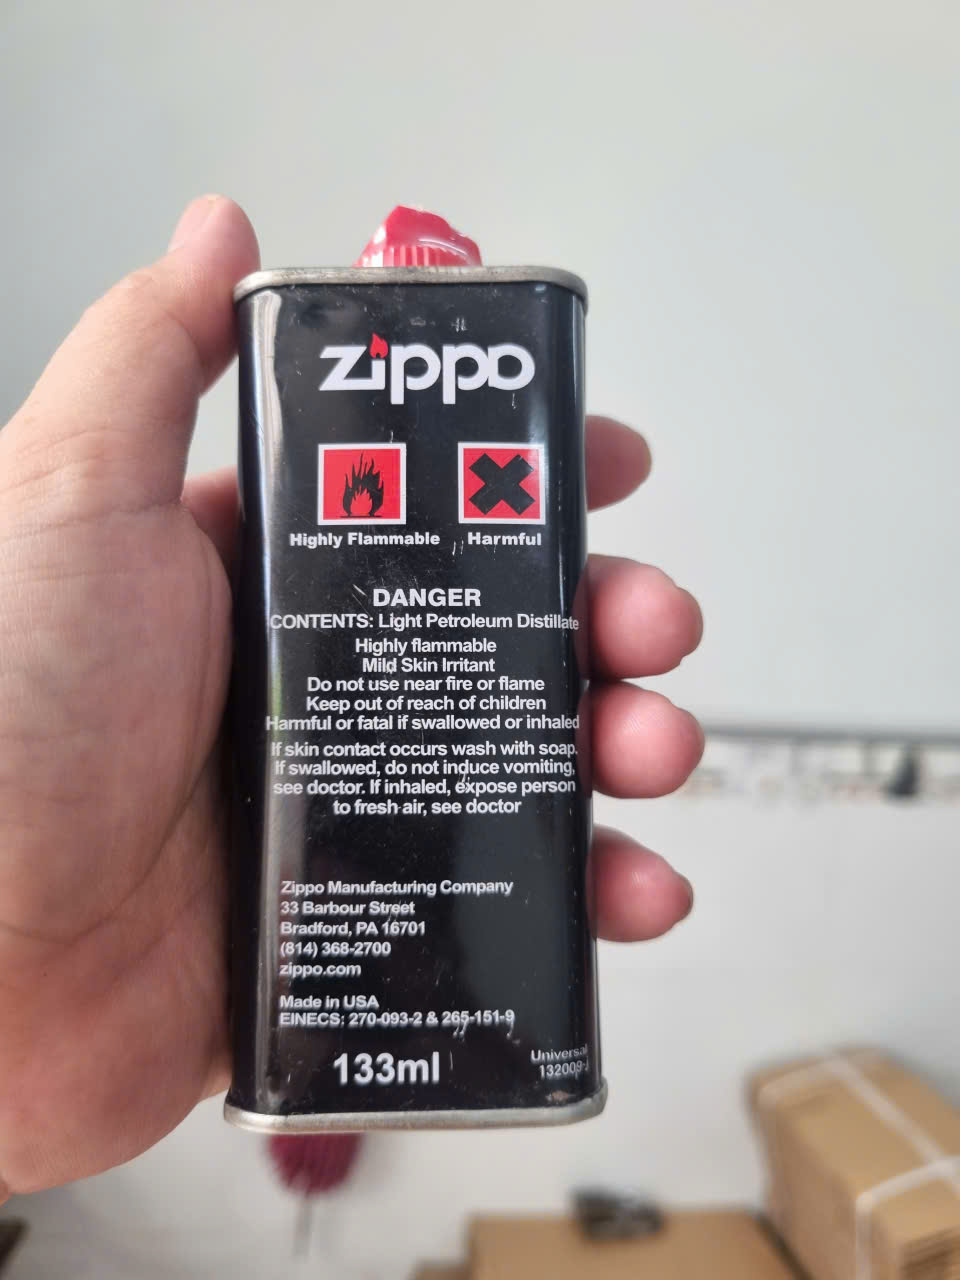 zippo
Highly Flammable Harmful
DANGER
CONTENTS: Light Petroleum Distillate
Highly flammable
Mild Skin Irritant
Do not use near fire or flame
Keep out of reach of children
Harmful or fatal if swallowed or inhaled
If skin contact occurs wash with soap.
If swallowed, do not induce vomiting,
see doctor. If inhaled, expose person
to fresh air, see doctor
Zippo Manufacturing Company
33 Barbour Street
Bradford, PA 16701
(814) 368-2700
zippo.com
Made in USA
EINECS: 270-093-2 & 265-151-9
133ml
Universal